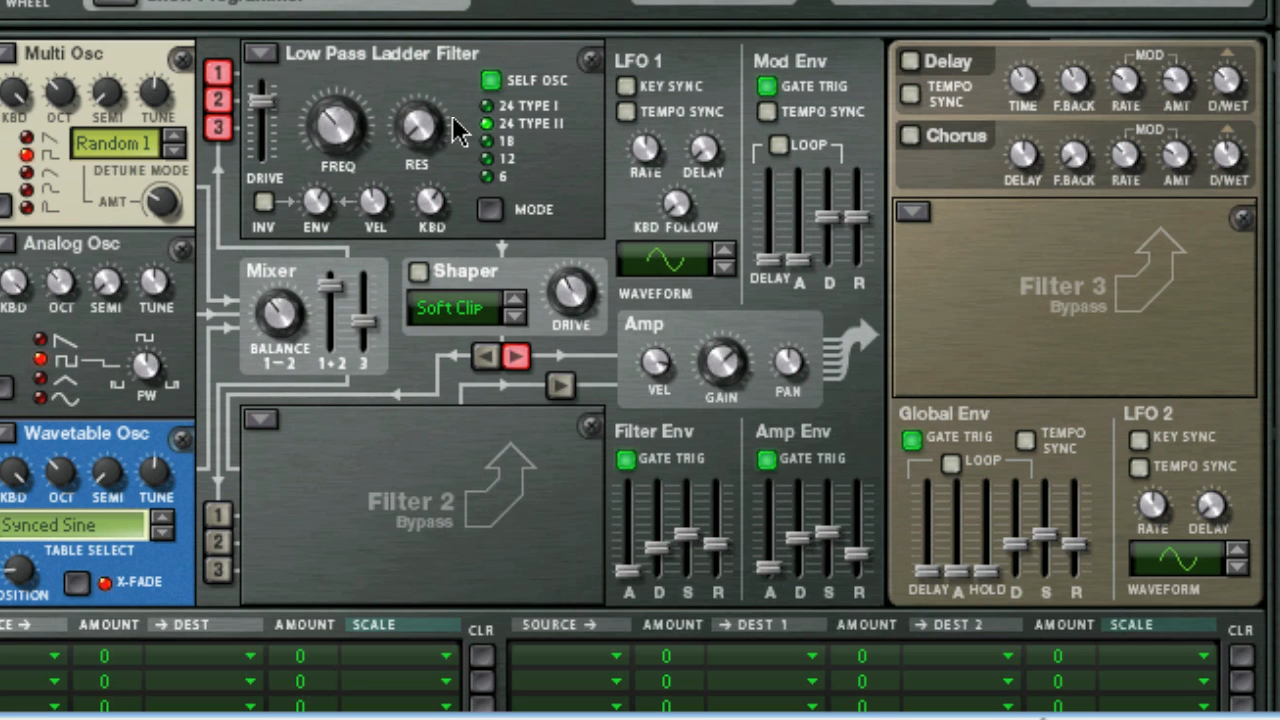 WHEEL
Multi Osc
KBD OCT SEMI TUNE
Random 1
DETUNE MODE
AMT
Analog Osc
KBD OCT SEMI TUNE
PW
Wavetable Osc
KBD OCT SEMI TUNE
Synced Sine
TABLE SELECT
X-FADE
OSITION
1
2
3
Low Pass Ladder Filter
SELF OSC
24 TYPE I
24 TYPE II
18
12
6
MODE
FREQ
RES
DRIVE
INV ENV VEL KBD
Mixer
BALANCE
1-2 1+2 3
Shaper
Soft Clip
DRIVE
Filter 2
Bypass
1
2
3
LFO 1
KEY SYNC
TEMPO SYNC
RATE DELAY
KBD FOLLOW
WAVEFORM
Mod Env
GATE TRIG
TEMPO SYNC
LOOP
DELAY A D R
Amp
VEL GAIN PAN
Filter Env
GATE TRIG
A D S R
Amp Env
GATE TRIG
A D S R
Delay
TEMPO
SYNC
MOD
TIME F.BACK RATE AMT D/WET
Chorus
MOD
DELAY F.BACK RATE AMT D/WET
Filter 3
Bypass
Global Env
GATE TRIG
TEMPO
SYNC
LOOP
DELAY A HOLD D S R
LFO 2
KEY SYNC
TEMPO SYNC
RATE DELAY
WAVEFORM
CE → AMOUNT → DEST AMOUNT SCALE CLR SOURCE → AMOUNT → DEST 1 AMOUNT → DEST 2 AMOUNT SCALE CLR
0 0 0 0 0
0 0 0 0 0
0 0 0 0 0